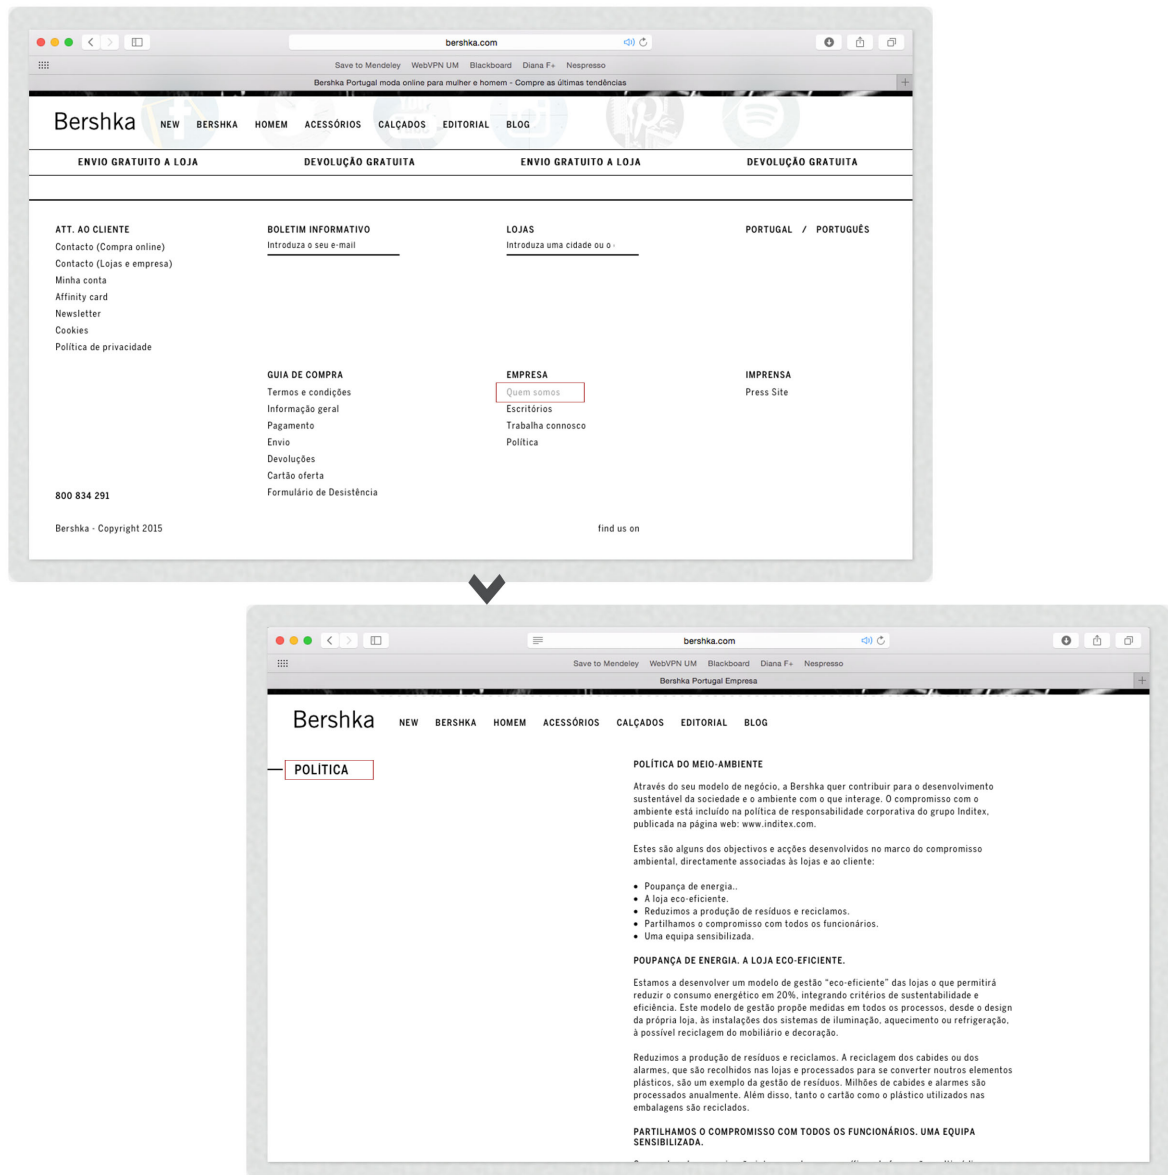 bershka.com
Save to Mendeley WebVPN UM Blackboard Diana F+ Nespresso
Bershka Portugal moda online para mulher e homem - Compre as últimas tendências
Bershka NEW BERSHKA HOMEM ACESSÓRIOS CALÇADOS EDITORIAL BLOG
ENVIO GRATUITO A LOJA DEVOLUÇÃO GRATUITA ENVIO GRATUITO A LOJA DEVOLUÇÃO GRATUITA
ATT. AO CLIENTE
Contacto (Compra online)
Contacto (Lojas e empresa)
Minha conta
Affinity card
Newsletter
Cookies
Política de privacidade
BOLETIM INFORMATIVO
Introduza o seu e-mail
LOJAS
Introduza uma cidade ou o
PORTUGAL / PORTUGUÊS
GUIA DE COMPRA
Termos e condições
Informação geral
Pagamento
Envio
Devoluções
Cartão oferta
Formulário de Desistência
EMPRESA
Quem somos
Escritórios
Trabalha connosco
Política
IMPRENSA
Press Site
800 834 291
Bershka - Copyright 2015
find us on
bershka.com
Save to Mendeley WebVPN UM Blackboard Diana F+ Nespresso
Bershka Portugal Empresa
Bershka NEW BERSHKA HOMEM ACESSÓRIOS CALÇADOS EDITORIAL BLOG
POLÍTICA
POLÍTICA DO MEIO-AMBIENTE
Através do seu modelo de negócio, a Bershka quer contribuir para o desenvolvimento
sustentável da sociedade e o ambiente com o que interage. O compromisso com o
ambiente está incluído na política de responsabilidade corporativa do grupo Inditex,
publicada na página web: www.inditex.com.
Estes são alguns dos objectivos e acções desenvolvidos no marco do compromisso
ambiental, directamente associadas às lojas e ao cliente:
• Poupança de energia..
• A loja eco-eficiente.
• Reduzimos a produção de resíduos e reciclamos.
• Partilhamos o compromisso com todos os funcionários.
• Uma equipa sensibilizada.
POUPANÇA DE ENERGIA. A LOJA ECO-EFICIENTE.
Estamos a desenvolver um modelo de gestão “eco-eficiente” das lojas o que permitirá
reduzir o consumo energético em 20%, integrando critérios de sustentabilidade e
eficiência. Este modelo de gestão propõe medidas em todos os processos, desde o design
da própria loja, às instalações dos sistemas de iluminação, aquecimento ou refrigeração,
à possível reciclagem do mobiliário e decoração.
Reduzimos a produção de resíduos e reciclamos. A reciclagem dos cabides ou dos
alarmes, que são recolhidos nas lojas e processados para se converter noutros elementos
plásticos, são um exemplo da gestão de resíduos. Milhões de cabides e alarmes são
processados anualmente. Além disso, tanto o cartão como o plástico utilizados nas
embalagens são reciclados.
PARTILHAMOS O COMPROMISSO COM TODOS OS FUNCIONÁRIOS. UMA EQUIPA
SENSIBILIZADA.